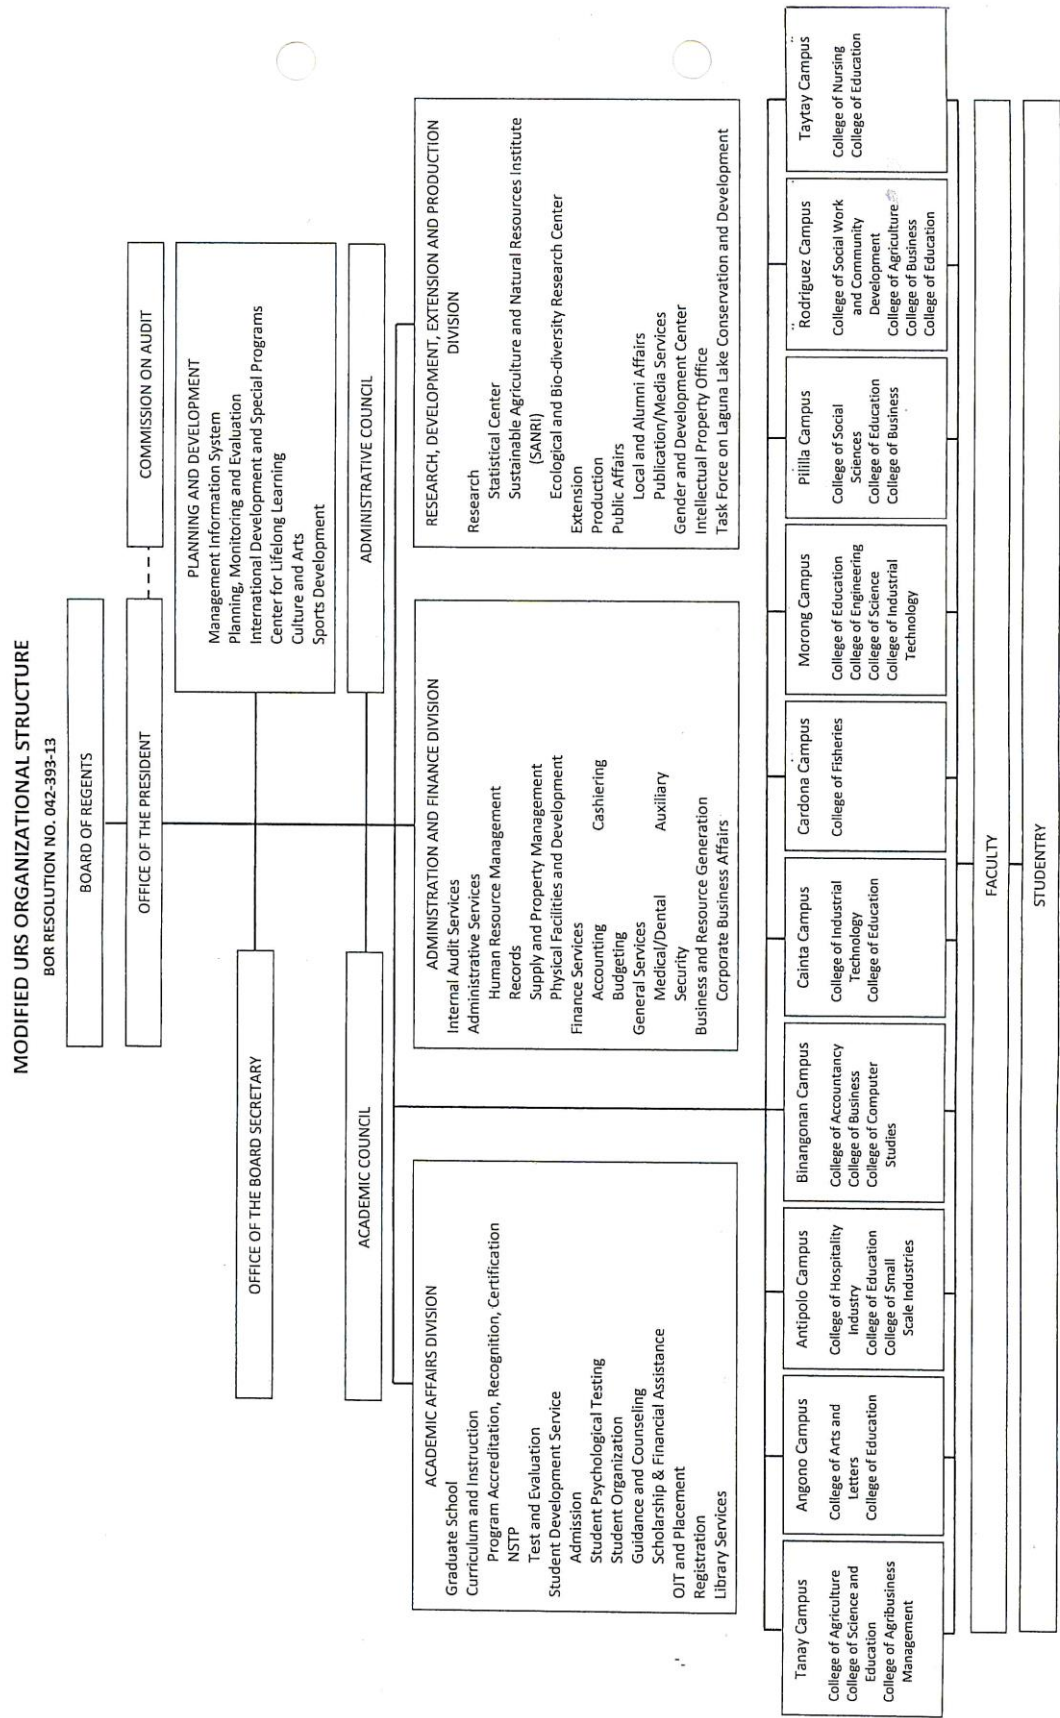 MODIFIED URS ORGANIZATIONAL STRUCTURE
BOR RESOLUTION NO. 042-393-13
BOARD OF REGENTS
OFFICE OF THE PRESIDENT
COMMISSION ON AUDIT
OFFICE OF THE BOARD SECRETARY
PLANNING AND DEVELOPMENT
Management Information System
Planning, Monitoring and Evaluation
International Development and Special Programs
Center for Lifelong Learning
Culture and Arts
Sports Development
ACADEMIC COUNCIL
ADMINISTRATIVE COUNCIL
ACADEMIC AFFAIRS DIVISION
Graduate School
Curriculum and Instruction
Program Accreditation, Recognition, Certification
NSTP
Test and Evaluation
Student Development Service
Admission
Student Psychological Testing
Student Organization
Guidance and Counseling
Scholarship & Financial Assistance
OJT and Placement
Registration
Library Services
ADMINISTRATION AND FINANCE DIVISION
Internal Audit Services
Administrative Services
Human Resource Management
Records
Supply and Property Management
Physical Facilities and Development
Finance Services
Accounting Cashiering
Budgeting
General Services
Medical/Dental Auxiliary
Security
Business and Resource Generation
Corporate Business Affairs
RESEARCH, DEVELOPMENT, EXTENSION AND PRODUCTION
DIVISION
Research
Statistical Center
Sustainable Agriculture and Natural Resources Institute
(SANRI)
Ecological and Bio-diversity Research Center
Extension
Production
Public Affairs
Local and Alumni Affairs
Publication/Media Services
Gender and Development Center
Intellectual Property Office
Task Force on Laguna Lake Conservation and Development
Tanay Campus
College of Agriculture
College of Science and
Education
College of Agribusiness
Management
Angono Campus
College of Arts and
Letters
College of Education
Antipolo Campus
College of Hospitality
Industry
College of Education
College of Small
Scale Industries
Binangonan Campus
College of Accountancy
College of Business
College of Computer
Studies
Cainta Campus
College of Industrial
Technology
College of Education
Cardona Campus
College of Fisheries
Morong Campus
College of Education
College of Engineering
College of Science
College of Industrial
Technology
Pililla Campus
College of Social
Sciences
College of Education
College of Business
Rodriguez Campus
College of Social Work
and Community
Development
College of Agriculture
College of Business
College of Education
Taytay Campus
College of Nursing
College of Education
FACULTY
STUDENTRY